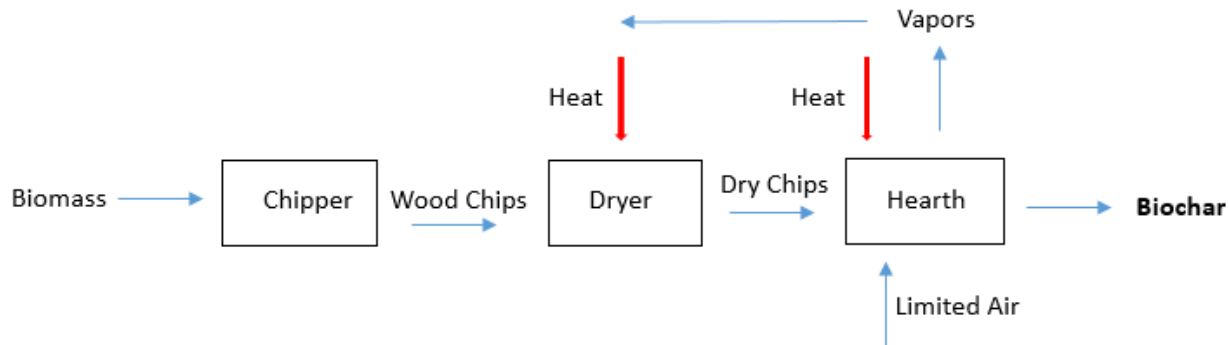 Vapors
Heat
Heat
Biomass
Chipper
Wood Chips
Dryer
Dry Chips
Hearth
Biochar
Limited Air